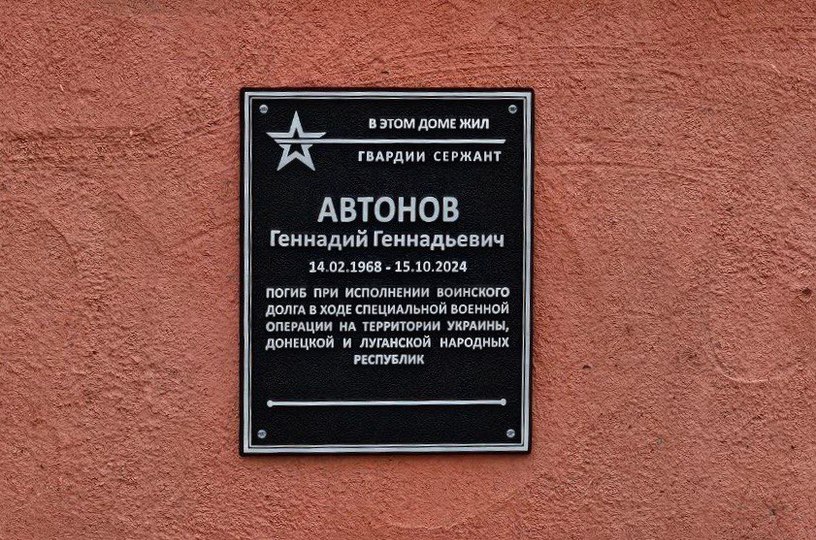 В ЭТОМ ДОМЕ ЖИЛ
ГВАРДИИ СЕРЖАНТ
АВТОНОВ
Геннадий Геннадьевич
14.02.1968 - 15.10.2024
ПОГИБ ПРИ ИСПОЛНЕНИИ ВОИНСКОГО
ДОЛГА В ХОДЕ СПЕЦИАЛЬНОЙ ВОЕННОЙ
ОПЕРАЦИИ НА ТЕРРИТОРИИ УКРАИНЫ,
ДОНЕЦКОЙ И ЛУГАНСКОЙ НАРОДНЫХ
РЕСПУБЛИК